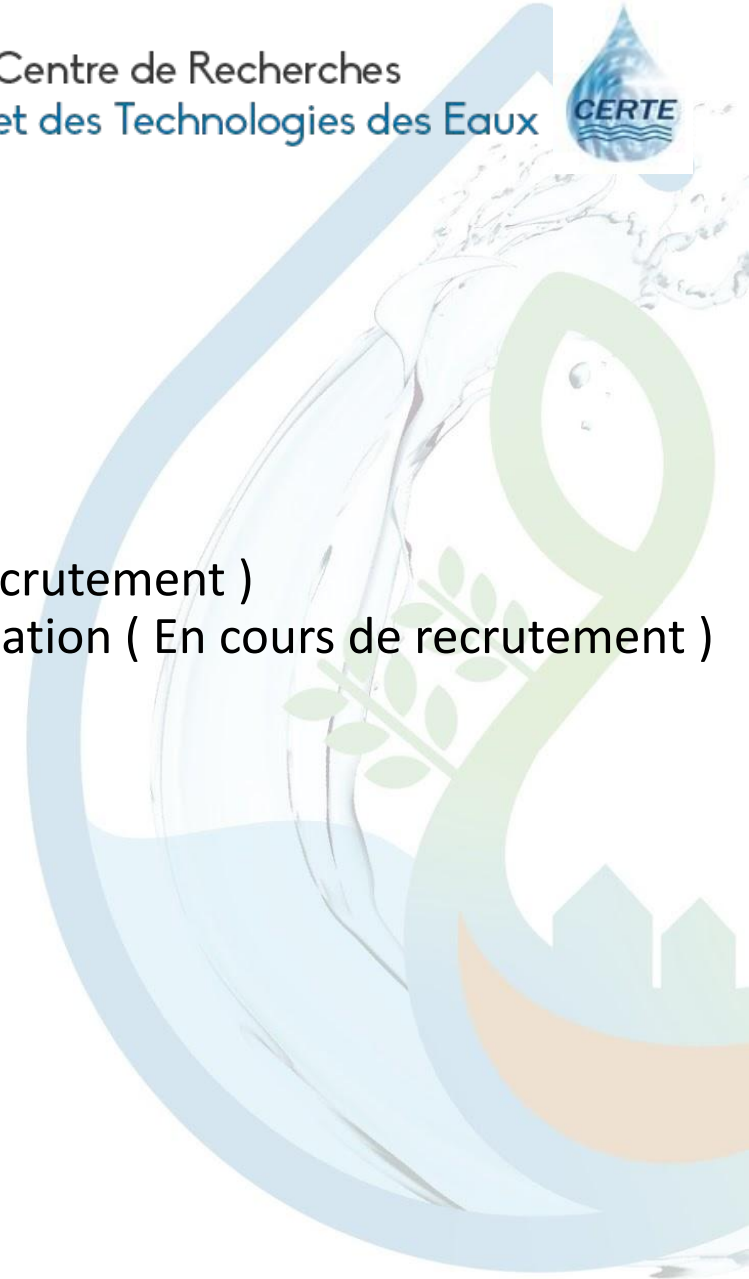 Centre de Recherches
et des Technologies des Eaux
CERTE
crutement )
ation ( En cours de recrutement )